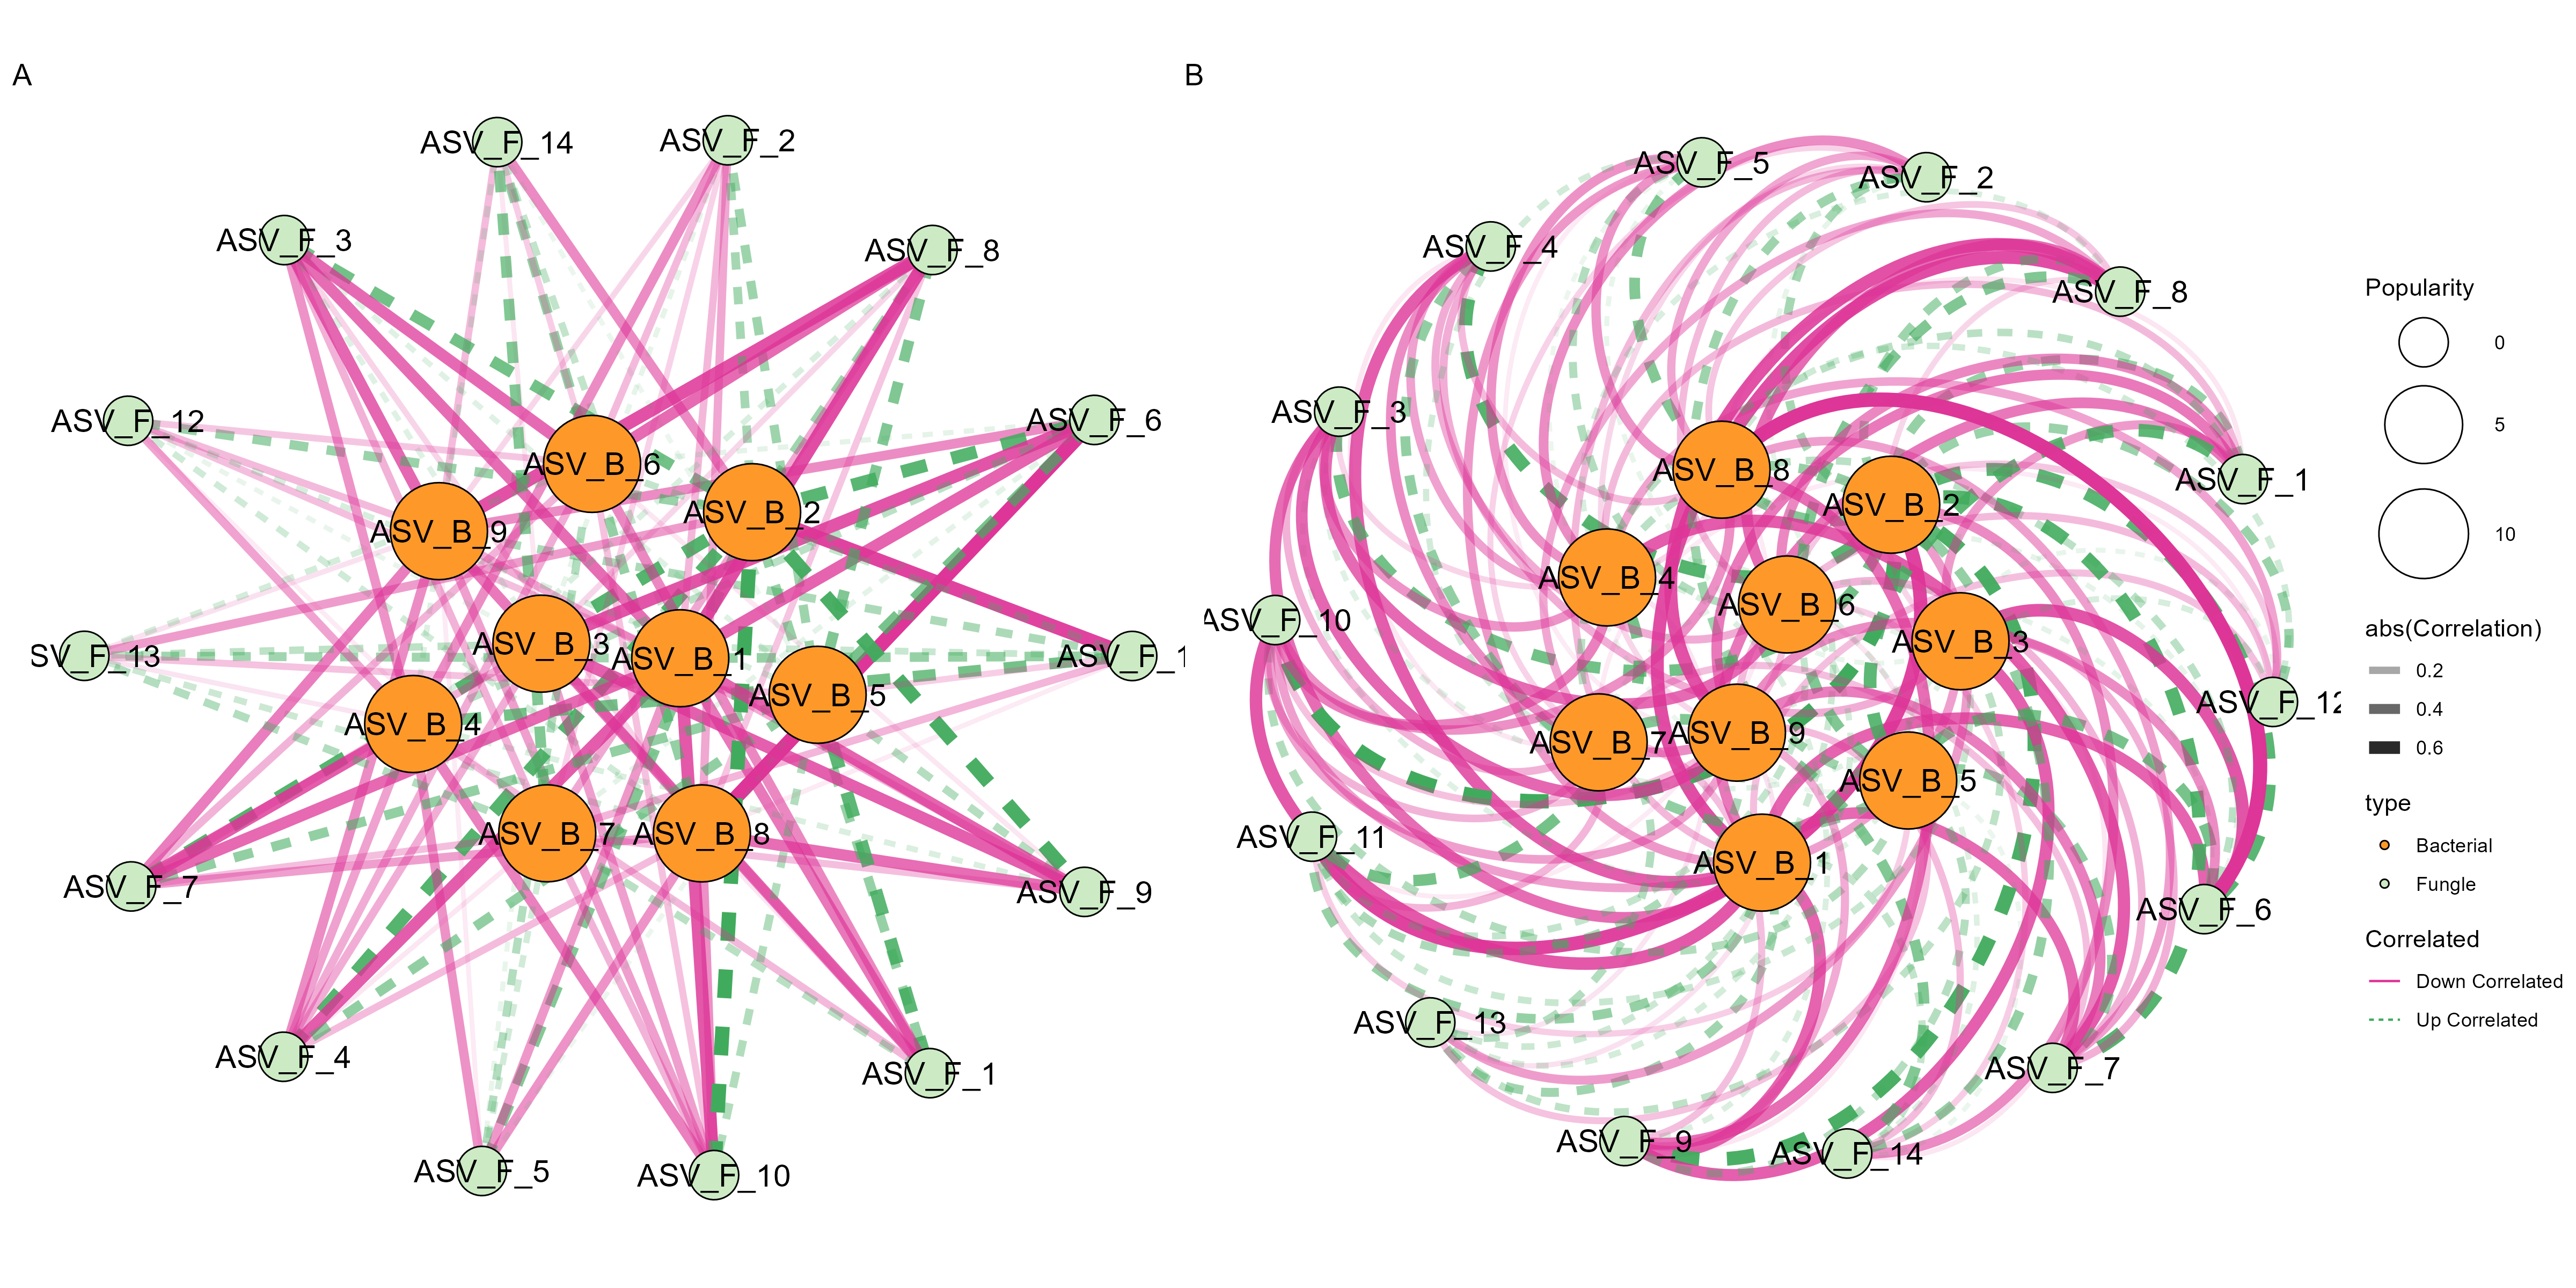 A
B
ASV_F_14
ASV_F_2
ASV_F_3
ASV_F_8
ASV_F_12
ASV_F_6
ASV_B_6
ASV_B_2
ASV_B_9
SV_F_13
ASV_B_3
ASV_B_1
ASV_F_1
ASV_B_5
ASV_B_4
ASV_B_7
ASV_B_8
ASV_F_7
ASV_F_9
ASV_F_4
ASV_F_1
ASV_F_5
ASV_F_10
ASV_F_5
ASV_F_2
ASV_F_4
ASV_F_8
ASV_F_3
ASV_B_8
ASV_F_1
ASV_B_2
ASV_B_4
ASV_B_6
ASV_F_10
ASV_B_3
ASV_F_12
ASV_B_7
ASV_B_9
ASV_B_5
ASV_F_11
ASV_B_1
ASV_F_6
ASV_F_13
ASV_F_7
ASV_F_9
ASV_F_14
Popularity
0
5
10
abs(Correlation)
0.2
0.4
0.6
type
Bacterial
Fungle
Correlated
Down Correlated
Up Correlated